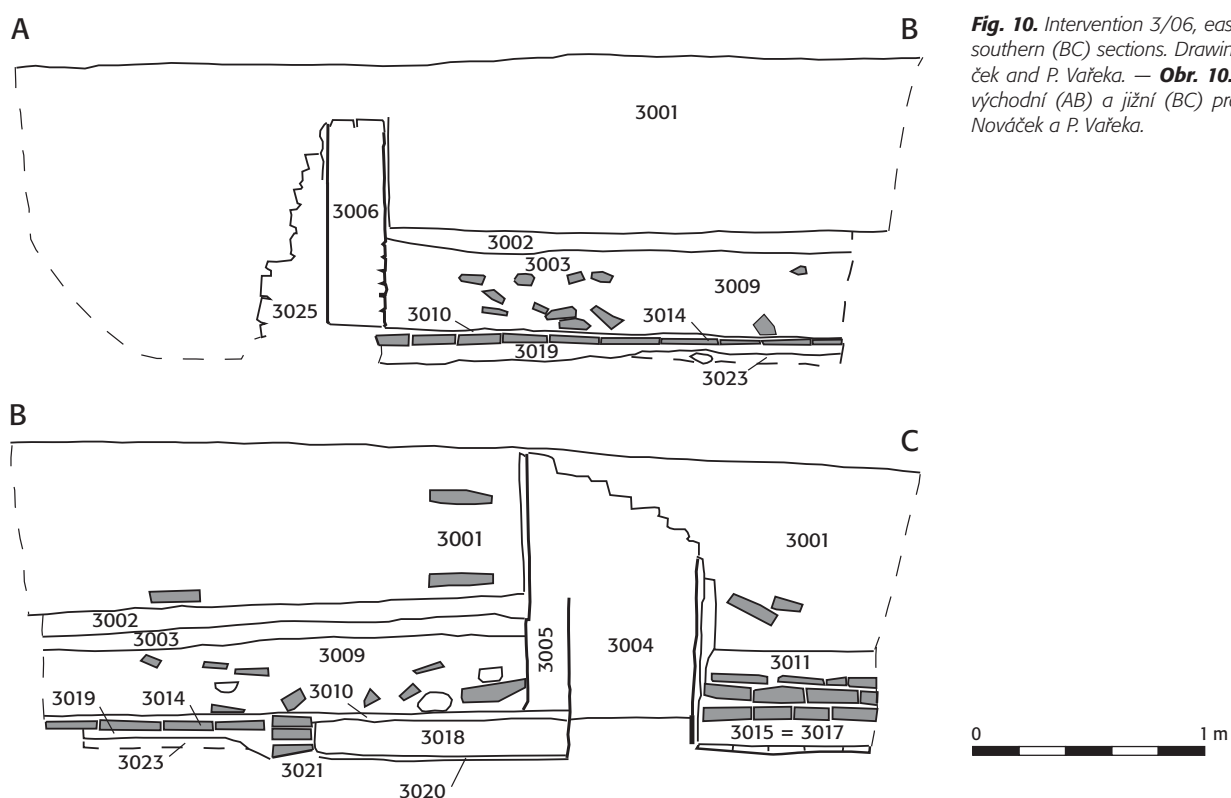 A
B
Fig. 10. Intervention 3/06, eas
southern (BC) sections. Drawin
ček and P. Vařeka. — Obr. 10.
východní (AB) a jižní (BC) pro
Nováček a P. Vařeka.
3001
3006
3002
3003
3009
3025
3010
3014
3019
3023
B
C
3001
3001
3002
3003
3005
3004
3009
3011
3019
3014
3010
3018
3015 = 3017
3023
3021
3020
0
1 m